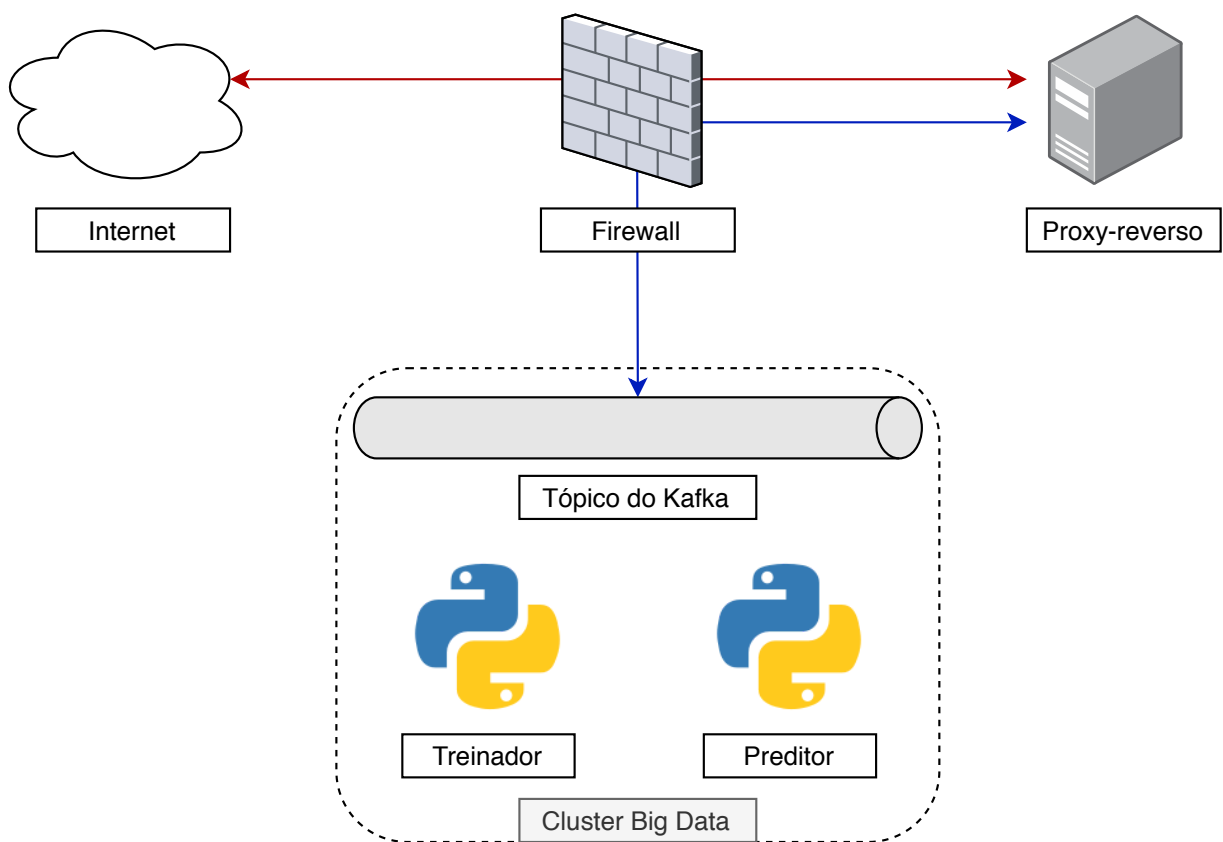 Internet
Firewall
Proxy-reverso
Tópico do Kafka
Treinador
Preditor
Cluster Big Data